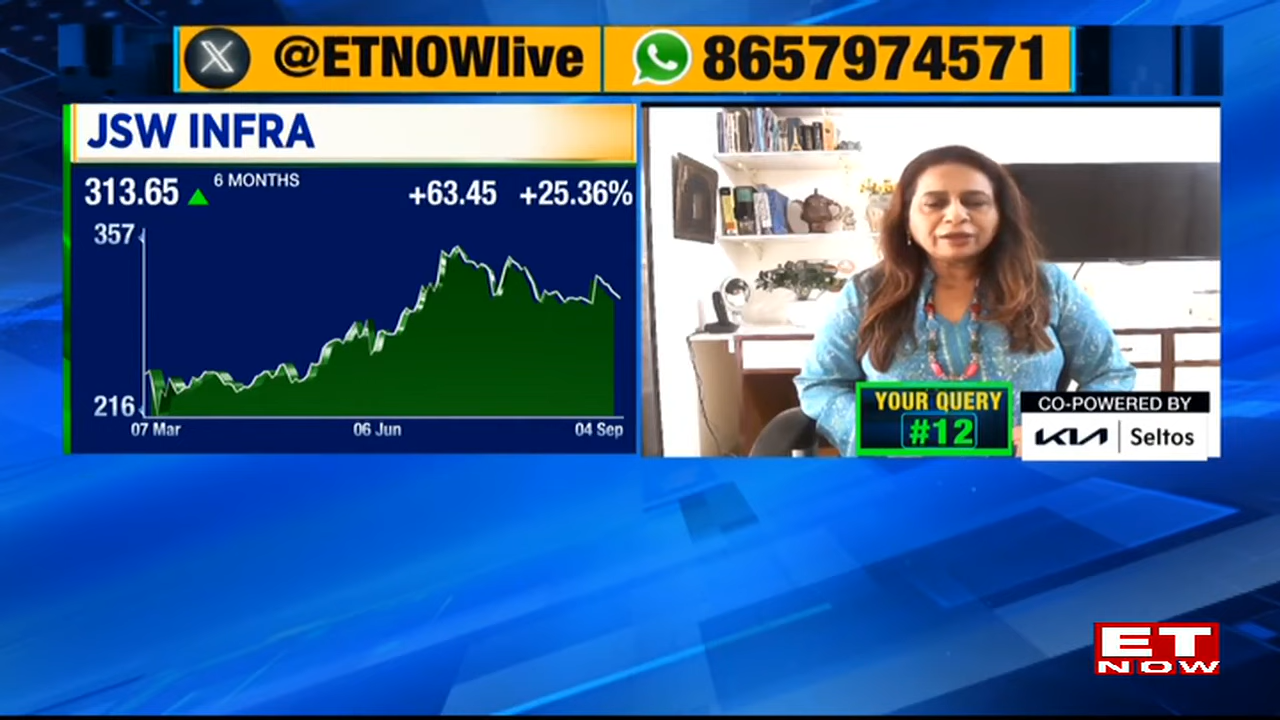 X @ETNOWlive 8657974571
JSW INFRA
313.65 6 MONTHS +63.45 +25.36%
357
216
07 Mar 06 Jun 04 Sep
YOUR QUERY
#12
CO-POWERED BY
KIA Seltos
ET
NOW